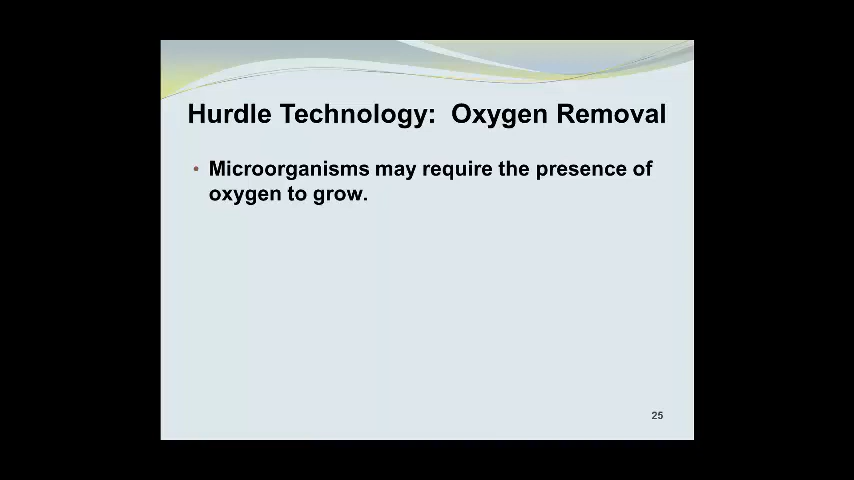 Hurdle Technology: Oxygen Removal
• Microorganisms may require the presence of
oxygen to grow.
25